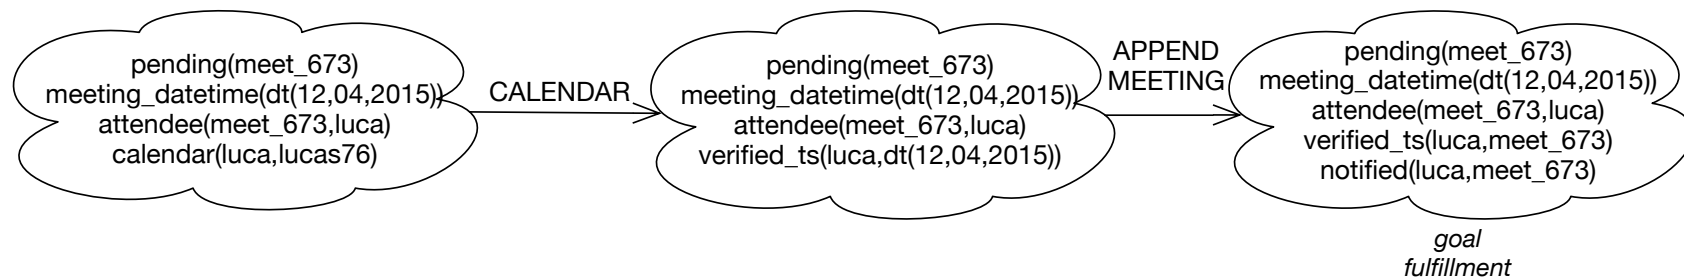 pending(meet_673)
meeting_datetime(dt(12,04,2015))
attendee(meet_673,luca)
calendar(luca,lucas76)
CALENDAR
pending(meet_673)
meeting_datetime(dt(12,04,2015))
attendee(meet_673,luca)
verified_ts(luca,dt(12,04,2015))
APPEND
MEETING
pending(meet_673)
meeting_datetime(dt(12,04,2015))
attendee(meet_673,luca)
verified_ts(luca,meet_673)
notified(luca,meet_673)
goal
fulfillment